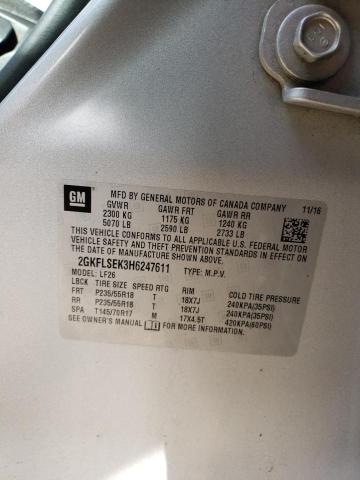 GM
MFD BY GENERAL MOTORS OF CANADA COMPANY
GVWR GAWR FRT GAWR RR 11/16
2300 KG 1175 KG 1240 KG
5070 LB 2590 LB 2733 LB
THIS VEHICLE CONFORMS TO ALL APPLICABLE U.S. FEDERAL MOTOR
VEHICLE SAFETY AND THEFT PREVENTION STANDARDS IN EFFECT ON THE
DATE OF MANUFACTURE SHOWN ABOVE.
2GKFLSEK3H6247611 TYPE: M.P.V.
MODEL: LF26
LBCK TIRE SIZE SPEED RTG RIM COLD TIRE PRESSURE
FRT P235/55R18 T 18X7J 240KPA(35PSI)
RR P235/55R18 T 18X7J 240KPA(35PSI)
SPA T145/70R17 M 17X4.5T 420KPA(60PSI)
SEE OWNER'S MANUAL FOR MORE INFORMATION.